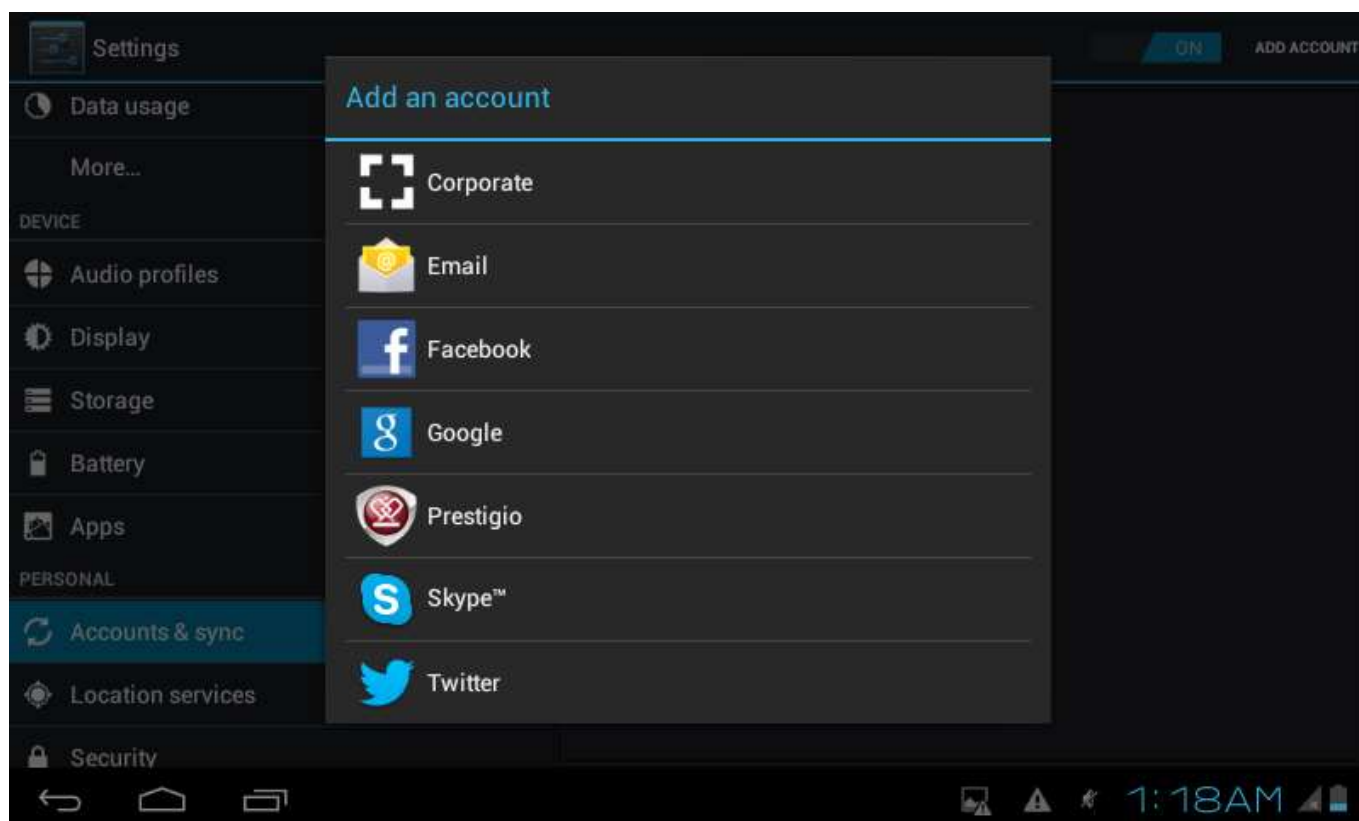 Settings
ON
ADD ACCOUNT
Data usage
More...
DEVICE
Audio profiles
Display
Storage
Battery
Apps
PERSONAL
Accounts & sync
Location services
Security
Add an account
Corporate
Email
Facebook
Google
Prestigio
Skype™
Twitter
1:18AM